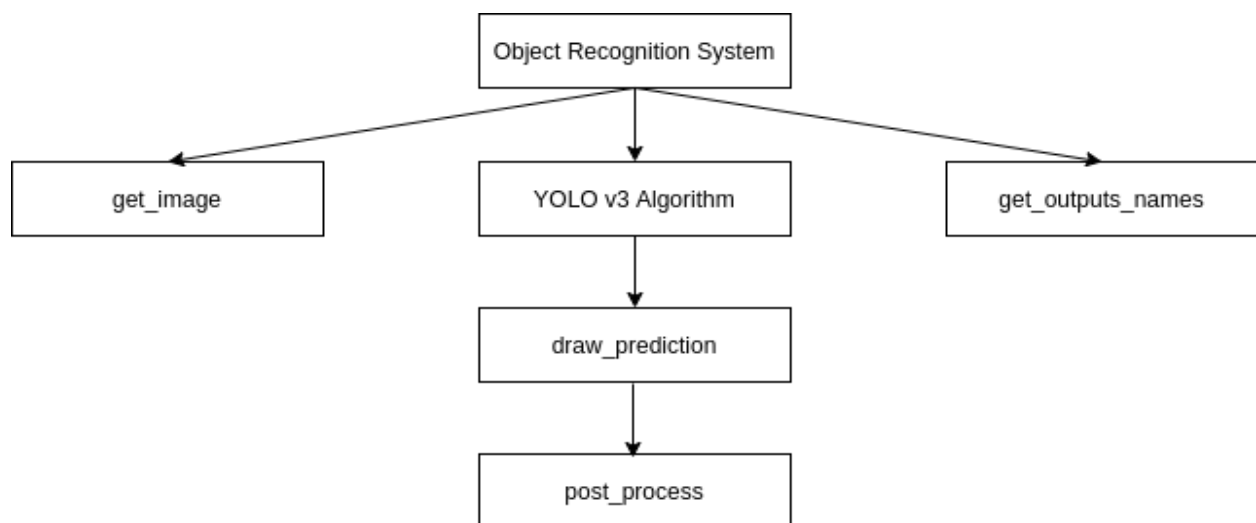 Object Recognition System
get_image
YOLO v3 Algorithm
get_outputs_names
draw_prediction
post_process